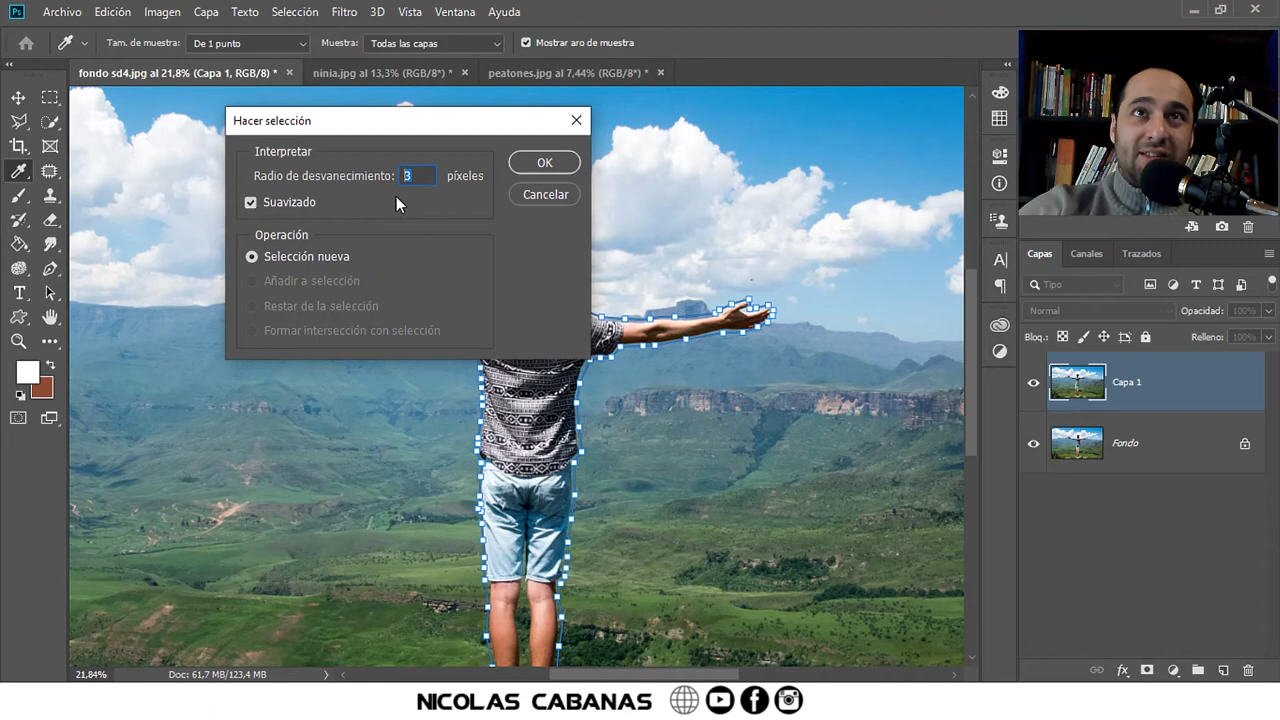 Ps Archivo Edición Imagen Capa Texto Selección Filtro 3D Vista Ventana Ayuda
Tam. de muestra: De 1 punto Muestra: Todas las capas Mostrar aro de muestra
fondo sd4.jpg al 21,8% (Capa 1, RGB/8*) * ninia.jpg al 13,3% (RGB/8*) * peatones.jpg al 7,44% (RGB/8*) *
Hacer selección
Interpretar
Radio de desvanecimiento: 3 píxeles
OK
Suavizado
Cancelar
Operación
Selección nueva
Añadir a selección
Restar de la selección
Formar intersección con selección
Capas Canales Trazados
Tipo
Normal Opacidad: 100%
Bloq.: Relleno: 100%
Capa 1
Fondo
21,84% Doc: 61,7 MB/123,4 MB
NICOLAS CABANAS